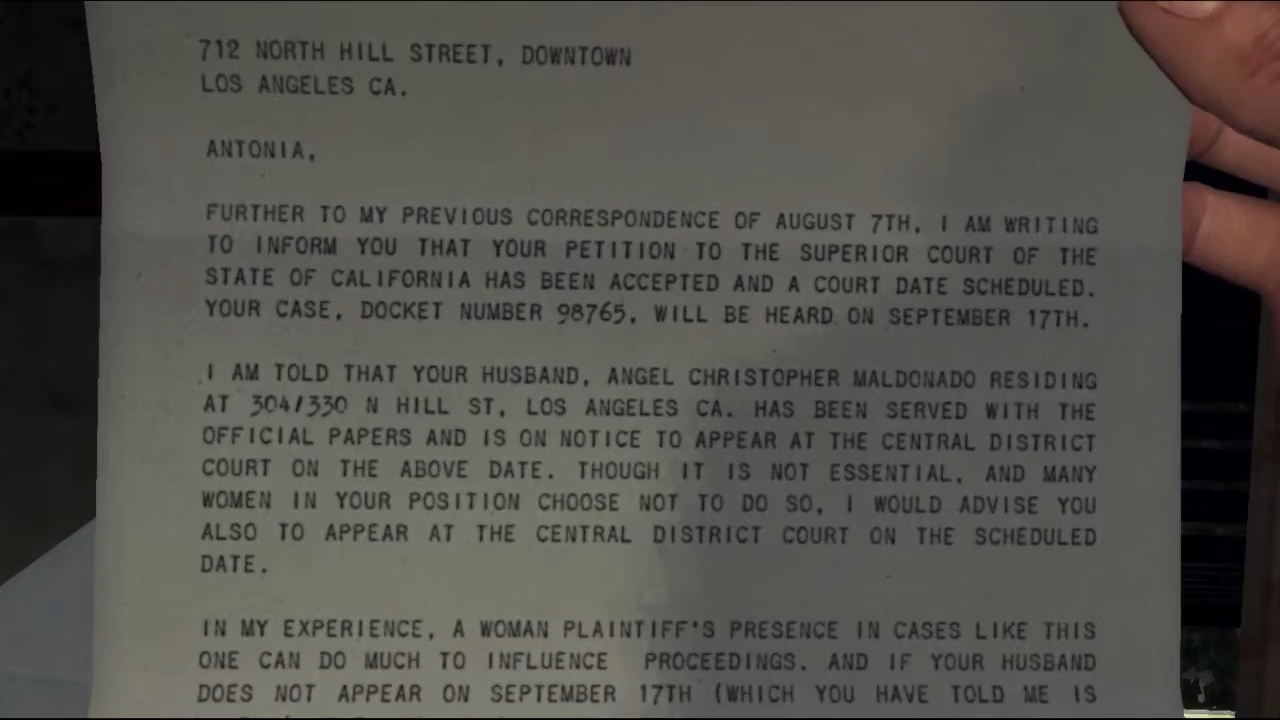 712 NORTH HILL STREET, DOWNTOWN
LOS ANGELES CA.
ANTONIA,
FURTHER TO MY PREVIOUS CORRESPONDENCE OF AUGUST 7TH, I AM WRITING
TO INFORM YOU THAT YOUR PETITION TO THE SUPERIOR COURT OF THE
STATE OF CALIFORNIA HAS BEEN ACCEPTED AND A COURT DATE SCHEDULED.
YOUR CASE, DOCKET NUMBER 98765, WILL BE HEARD ON SEPTEMBER 17TH.
I AM TOLD THAT YOUR HUSBAND, ANGEL CHRISTOPHER MALDONADO RESIDING
AT 304/330 N HILL ST, LOS ANGELES CA. HAS BEEN SERVED WITH THE
OFFICIAL PAPERS AND IS ON NOTICE TO APPEAR AT THE CENTRAL DISTRICT
COURT ON THE ABOVE DATE. THOUGH IT IS NOT ESSENTIAL, AND MANY
WOMEN IN YOUR POSITION CHOOSE NOT TO DO SO, I WOULD ADVISE YOU
ALSO TO APPEAR AT THE CENTRAL DISTRICT COURT ON THE SCHEDULED
DATE.
IN MY EXPERIENCE, A WOMAN PLAINTIFF'S PRESENCE IN CASES LIKE THIS
ONE CAN DO MUCH TO INFLUENCE PROCEEDINGS. AND IF YOUR HUSBAND
DOES NOT APPEAR ON SEPTEMBER 17TH (WHICH YOU HAVE TOLD ME IS